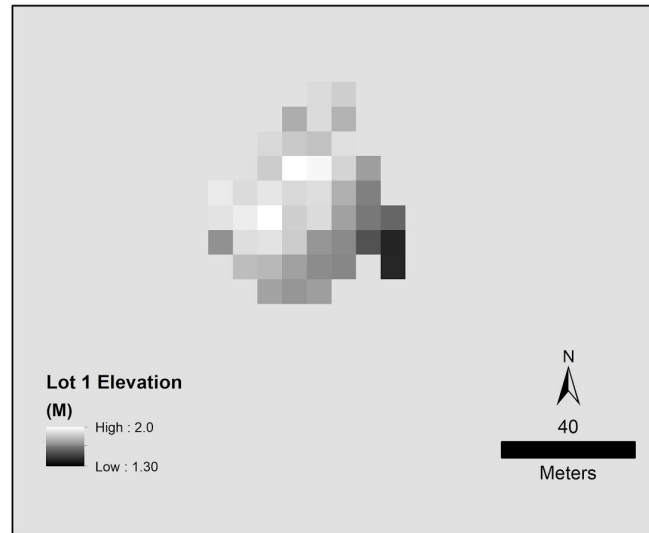 Lot 1 Elevation
(M)
High : 2.0
Low : 1.30
N
40
Meters